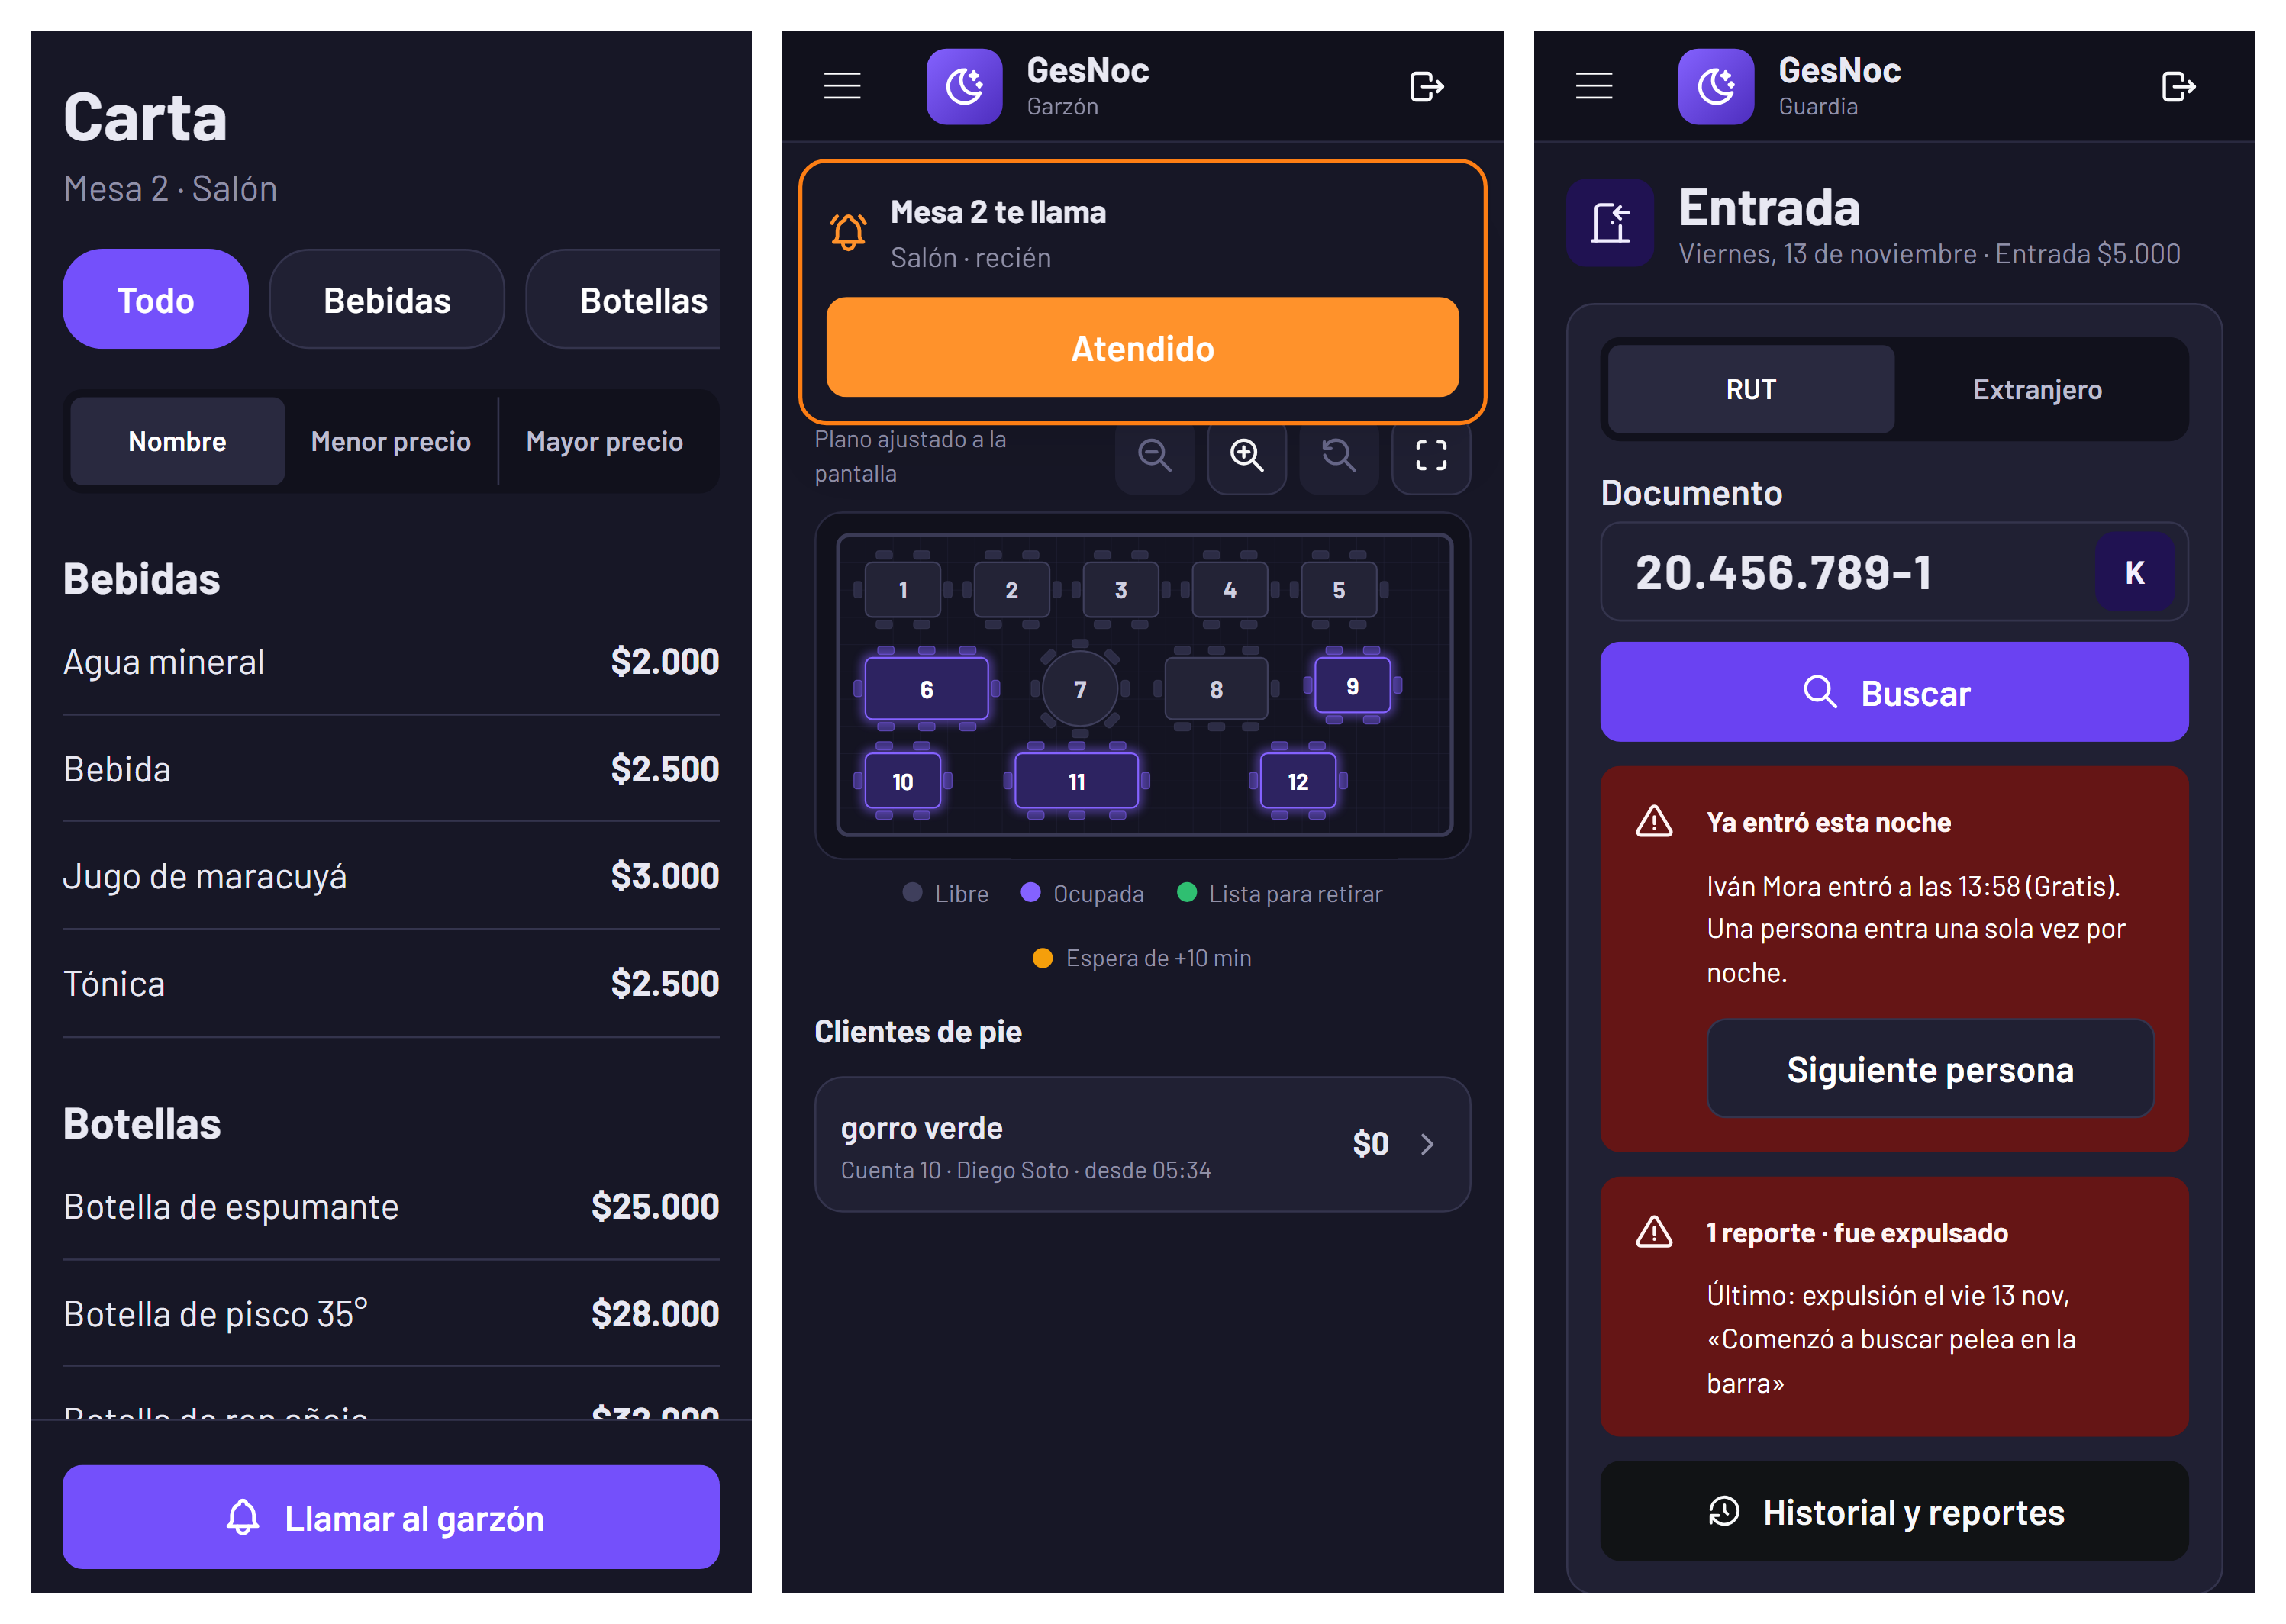 Carta
Mesa 2 · Salón
Todo
Bebidas
Botellas
Nombre
Menor precio
Mayor precio
Bebidas
Agua mineral $2.000
Bebida $2.500
Jugo de maracuyá $3.000
Tónica $2.500
Botellas
Botella de espumante $25.000
Botella de pisco 35° $28.000
Botella de ron añejo $32.000
Llamar al garzón
GesNoc
Garzón
Mesa 2 te llama
Salón · recién
Atendido
Plano ajustado a la
pantalla
1 2 3 4 5
6 7 8 9
10 11 12
Libre Ocupada Lista para retirar
Espera de +10 min
Clientes de pie
gorro verde
$0
Cuenta 10 · Diego Soto · desde 05:34
GesNoc
Guardia
Entrada
Viernes, 13 de noviembre · Entrada $5.000
RUT
Extranjero
Documento
20.456.789-1
K
Buscar
Ya entró esta noche
Iván Mora entró a las 13:58 (Gratis).
Una persona entra una sola vez por
noche.
Siguiente persona
1 reporte · fue expulsado
Último: expulsión el vie 13 nov,
«Comenzó a buscar pelea en la
barra»
Historial y reportes